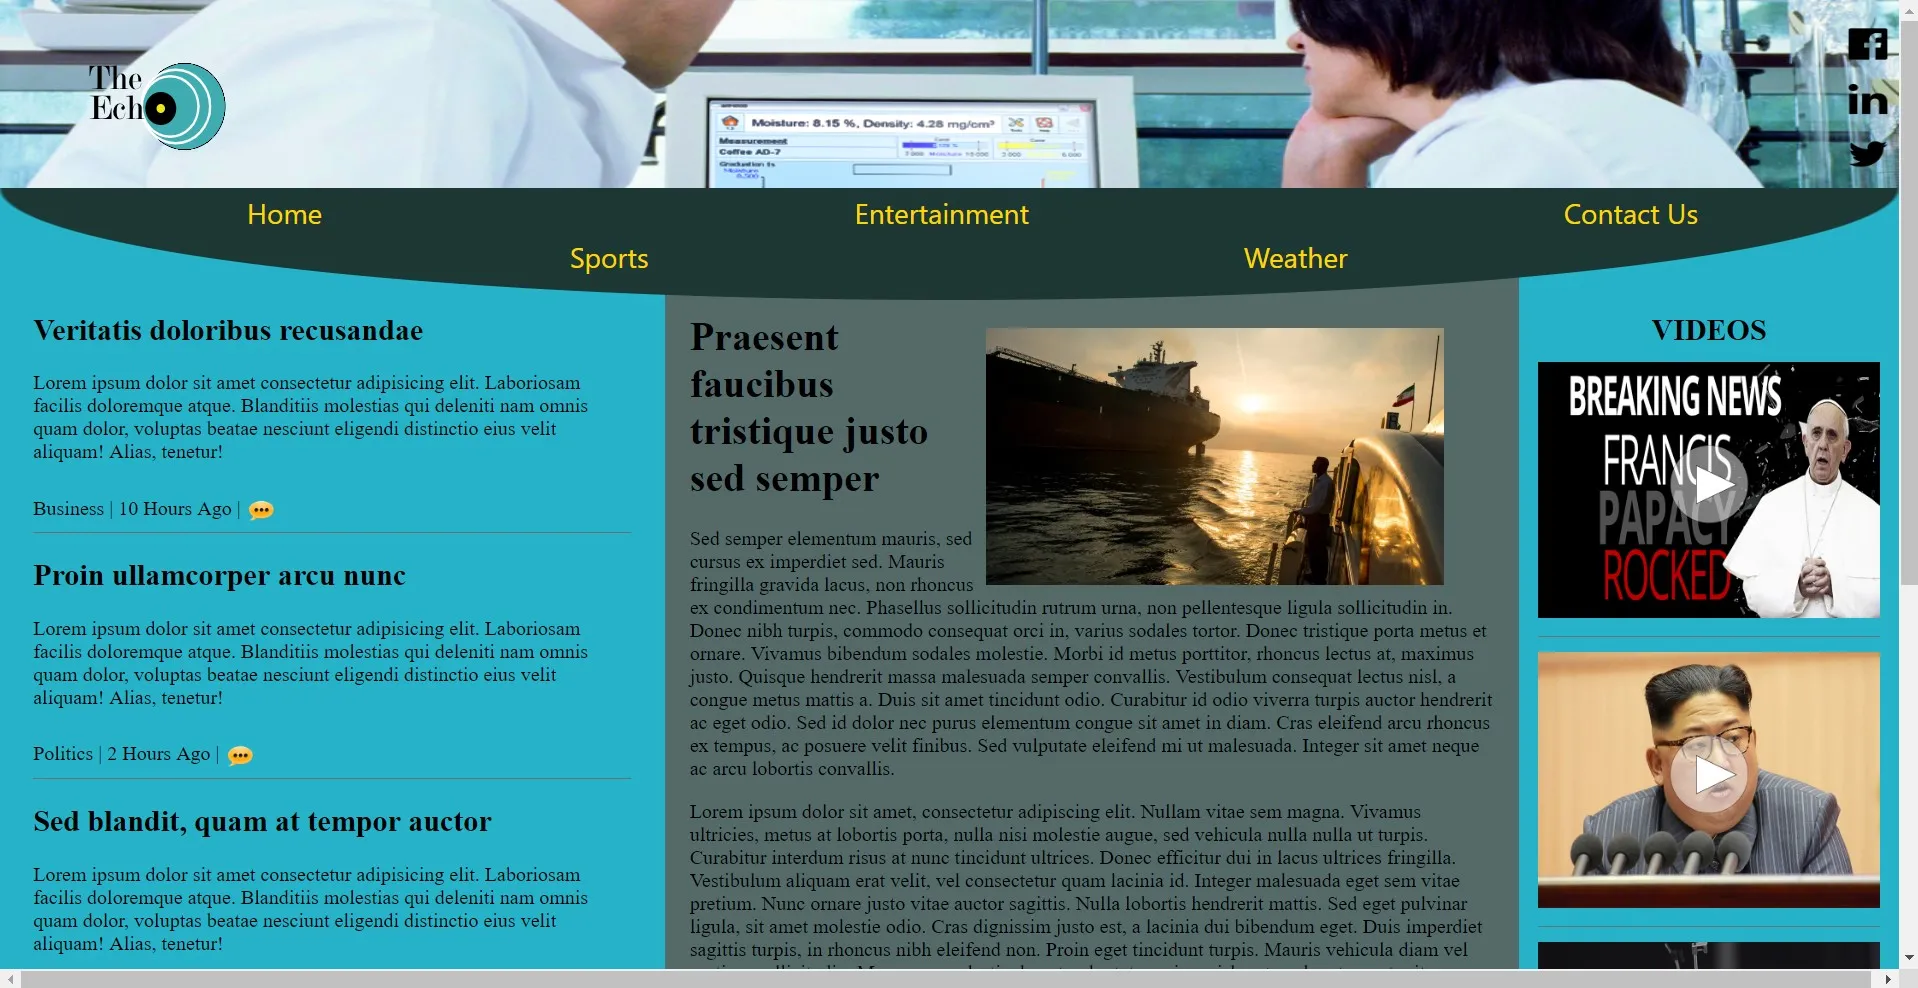 The
Echo
Moisture: 8.15 %, Density: 4.28 mg/cm³
Measurement
Coffee AD-7
Graduation ts
Moisture
8.500
Home
Entertainment
Contact Us
Sports
Weather
Veritatis doloribus recusandae
Lorem ipsum dolor sit amet consectetur adipisicing elit. Laboriosam
facilis doloremque atque. Blanditiis molestias qui deleniti nam omnis
quam dolor, voluptas beatae nesciunt eligendi distinctio eius velit
aliquam! Alias, tenetur!
Business | 10 Hours Ago |
Proin ullamcorper arcu nunc
Lorem ipsum dolor sit amet consectetur adipisicing elit. Laboriosam
facilis doloremque atque. Blanditiis molestias qui deleniti nam omnis
quam dolor, voluptas beatae nesciunt eligendi distinctio eius velit
aliquam! Alias, tenetur!
Politics | 2 Hours Ago |
Sed blandit, quam at tempor auctor
Lorem ipsum dolor sit amet consectetur adipisicing elit. Laboriosam
facilis doloremque atque. Blanditiis molestias qui deleniti nam omnis
quam dolor, voluptas beatae nesciunt eligendi distinctio eius velit
aliquam! Alias, tenetur!
Praesent
faucibus
tristique justo
sed semper
Sed semper elementum mauris, sed
cursus ex imperdiet sed. Mauris
fringilla gravida lacus, non rhoncus
ex condimentum nec. Phasellus sollicitudin rutrum urna, non pellentesque ligula sollicitudin in.
Donec nibh turpis, commodo consequat orci in, varius sodales tortor. Donec tristique porta metus et
ornare. Vivamus bibendum sodales molestie. Morbi id metus porttitor, rhoncus lectus at, maximus
justo. Quisque hendrerit massa malesuada semper convallis. Vestibulum consequat lectus nisl, a
congue metus mattis a. Duis sit amet tincidunt odio. Curabitur id odio viverra turpis auctor hendrerit
ac eget odio. Sed id dolor nec purus elementum congue sit amet in diam. Cras eleifend arcu rhoncus
ex tempus, ac posuere velit finibus. Sed vulputate eleifend mi ut malesuada. Integer sit amet neque
ac arcu lobortis convallis.
Lorem ipsum dolor sit amet, consectetur adipiscing elit. Nullam vitae sem magna. Vivamus
ultricies, metus at lobortis porta, nulla nisi molestie augue, sed vehicula nulla nulla ut turpis.
Curabitur interdum risus at nunc tincidunt ultrices. Donec efficitur dui in lacus ultrices fringilla.
Vestibulum aliquam erat velit, vel consectetur quam lacinia id. Integer malesuada eget sem vitae
pretium. Nunc ornare justo vitae auctor sagittis. Nulla lobortis hendrerit mattis. Sed eget pulvinar
ligula, sit amet molestie odio. Cras dignissim justo est, a lacinia dui bibendum eget. Duis imperdiet
sagittis turpis, in rhoncus nibh eleifend non. Proin eget tincidunt turpis. Mauris vehicula diam vel
VIDEOS
BREAKING NEWS
FRANCIS
PAPACY
ROCKED